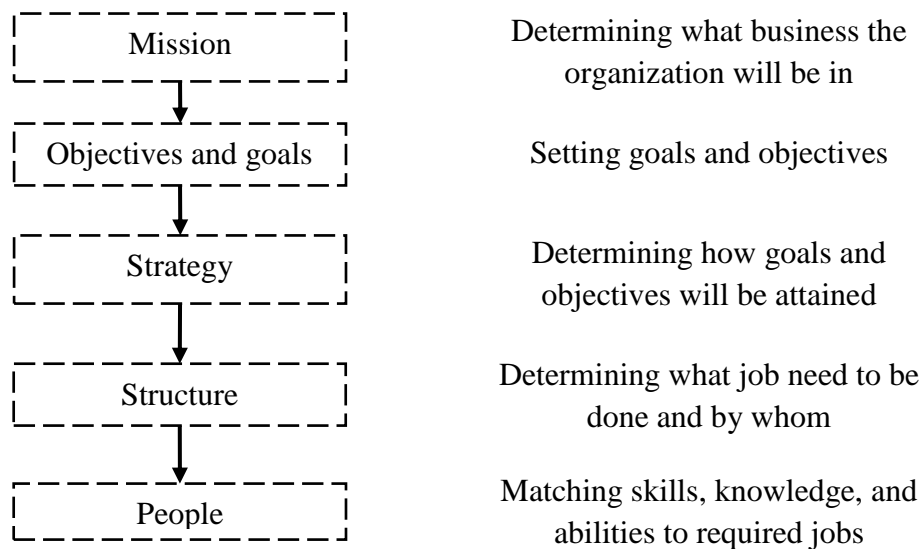 Mission
Determining what business the
organization will be in
Objectives and goals
Setting goals and objectives
Strategy
Determining how goals and
objectives will be attained
Structure
Determining what job need to be
done and by whom
People
Matching skills, knowledge, and
abilities to required jobs